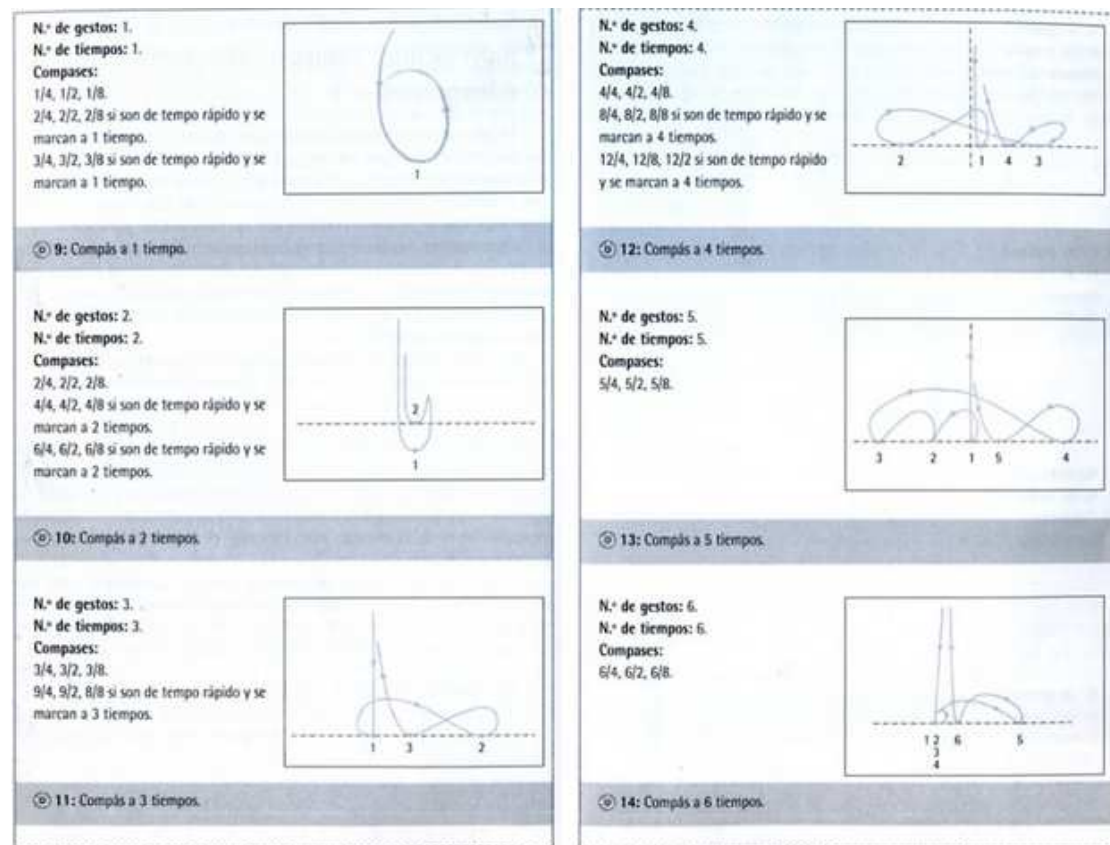 N.º de gestos: 1.
N.º de tiempos: 1.
Compases:
1/4, 1/2, 1/8.
2/4, 2/2, 2/8 si son de tempo rápido y se
marcan a 1 tiempo.
3/4, 3/2, 3/8 si son de tempo rápido y se
marcan a 1 tiempo.
1
9: Compás a 1 tiempo.
N.º de gestos: 2.
N.º de tiempos: 2.
Compases:
2/4, 2/2, 2/8.
4/4, 4/2, 4/8 si son de tempo rápido y se
marcan a 2 tiempos.
6/4, 6/2, 6/8 si son de tempo rápido y se
marcan a 2 tiempos.
2
1
10: Compás a 2 tiempos.
N.º de gestos: 3.
N.º de tiempos: 3.
Compases:
3/4, 3/2, 3/8.
9/4, 9/2, 8/8 si son de tempo rápido y se
marcan a 3 tiempos.
1 3 2
11: Compás a 3 tiempos.
N.º de gestos: 4.
N.º de tiempos: 4.
Compases:
4/4, 4/2, 4/8.
8/4, 8/2, 8/8 si son de tempo rápido y se
marcan a 4 tiempos.
12/4, 12/8, 12/2 si son de tempo rápido
y se marcan a 4 tiempos.
2 1 4 3
12: Compás a 4 tiempos.
N.º de gestos: 5.
N.º de tiempos: 5.
Compases:
5/4, 5/2, 5/8.
3 2 1 5 4
13: Compás a 5 tiempos.
N.º de gestos: 6.
N.º de tiempos: 6.
Compases:
6/4, 6/2, 6/8.
1 2 6 5
3
4
14: Compás a 6 tiempos.